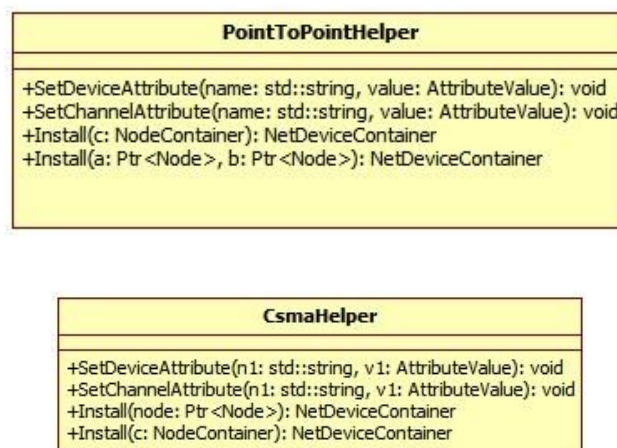 PointToPointHelper
+SetDeviceAttribute(name: std::string, value: AttributeValue): void
+SetChannelAttribute(name: std::string, value: AttributeValue): void
+Install(c: NodeContainer): NetDeviceContainer
+Install(a: Ptr<Node>, b: Ptr<Node>): NetDeviceContainer
CsmaHelper
+SetDeviceAttribute(n1: std::string, v1: AttributeValue): void
+SetChannelAttribute(n1: std::string, v1: AttributeValue): void
+Install(node: Ptr<Node>): NetDeviceContainer
+Install(c: NodeContainer): NetDeviceContainer